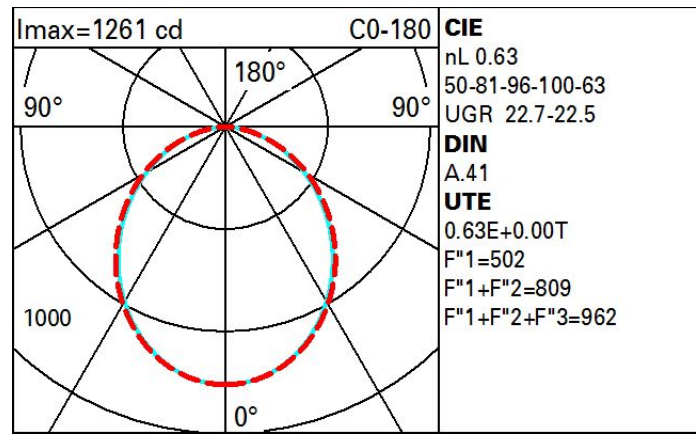 Imax=1261 cd
C0-180
180°
90°
90°
1000
0°
CIE
nL 0.63
50-81-96-100-63
UGR 22.7-22.5
DIN
A.41
UTE
0.63E+0.00T
F"1=502
F"1+F"2=809
F"1+F"2+F"3=962